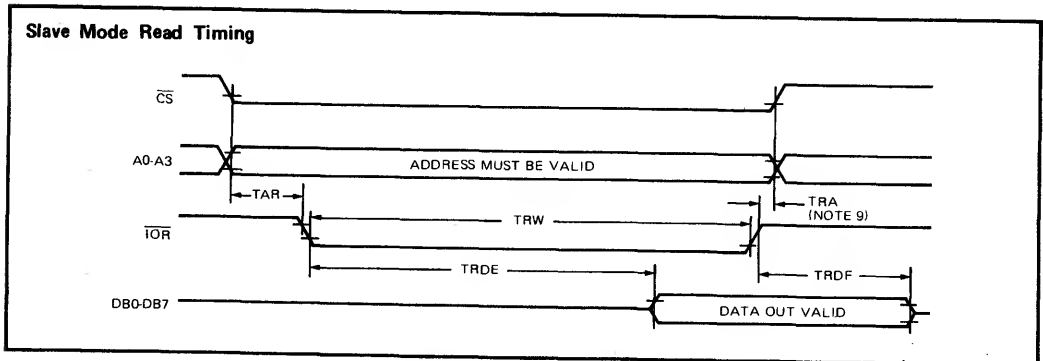 Slave Mode Read Timing
CS
A0-A3
ADDRESS MUST BE VALID
TAR
TRA
(NOTE 9)
IOR
TRW
TRDE
TRDF
DB0-DB7
DATA OUT VALID